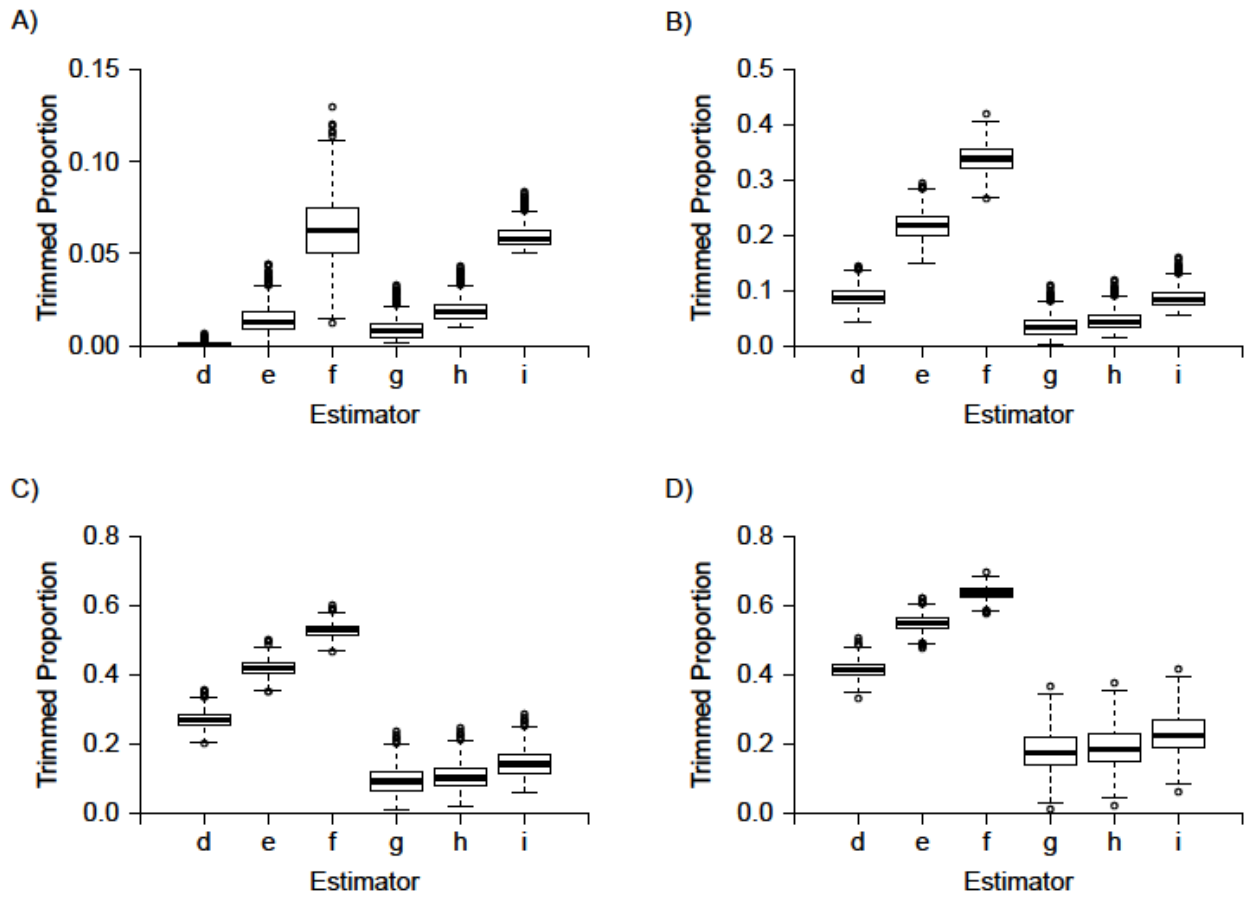 A)
0.15
0.10
0.05
0.00
Trimmed Proportion
d e f g h i
Estimator
B)
0.5
0.4
0.3
0.2
0.1
0.0
Trimmed Proportion
d e f g h i
Estimator
C)
0.8
0.6
0.4
0.2
0.0
Trimmed Proportion
d e f g h i
Estimator
D)
0.8
0.6
0.4
0.2
0.0
Trimmed Proportion
d e f g h i
Estimator